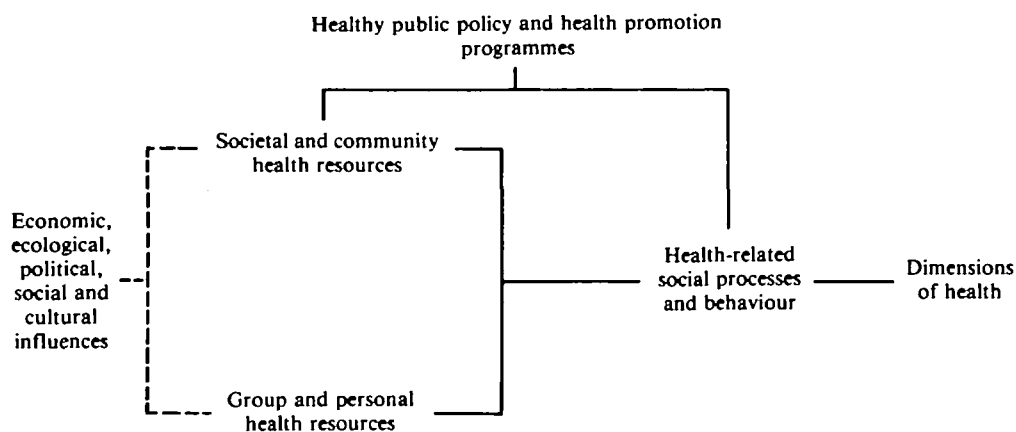 Healthy public policy and health promotion
programmes
Societal and community
health resources
Economic,
ecological,
political,
social and
cultural
influences
Health-related
social processes
and behaviour
Dimensions
of health
Group and personal
health resources